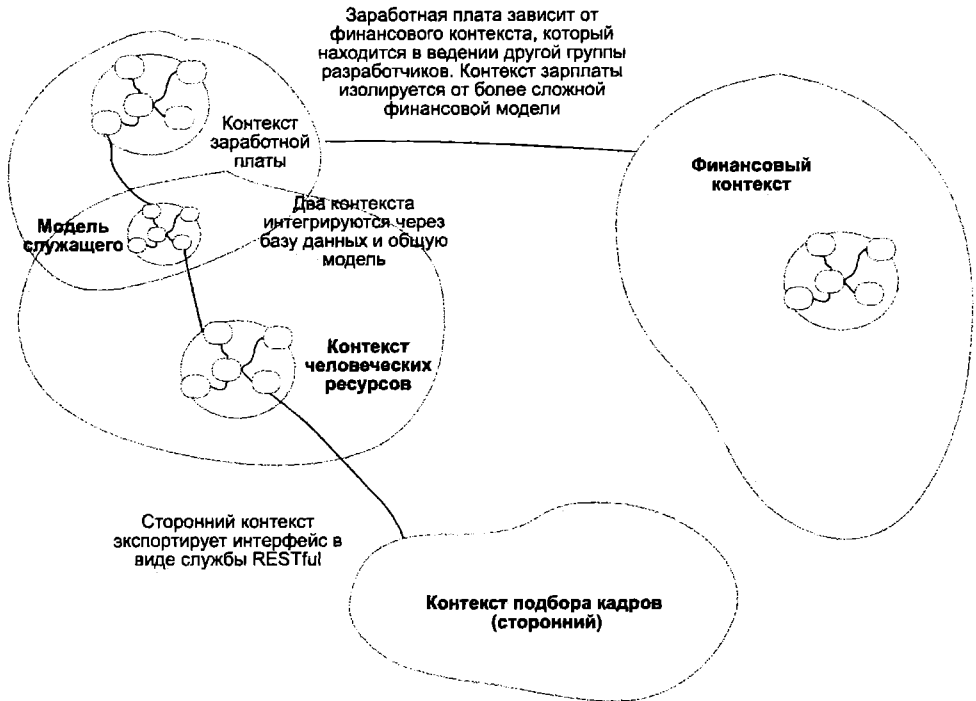 Заработная плата зависит от
финансового контекста, который
находится в ведении другой группы
разработчиков. Контекст зарплаты
изолируется от более сложной
финансовой модели
Контекст
заработной
платы
Финансовый
контекст
Модель
служащего
Два контекста
интегрируются через
базу данных и общую
модель
Контекст
человеческих
ресурсов
Сторонний контекст
экспортирует интерфейс в
виде службы RESTful
Контекст подбора кадров
(сторонний)